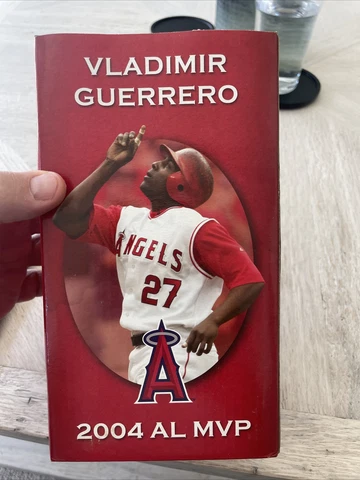 VLADIMIR
GUERRERO
ANGELS
27
A
2004 AL MVP